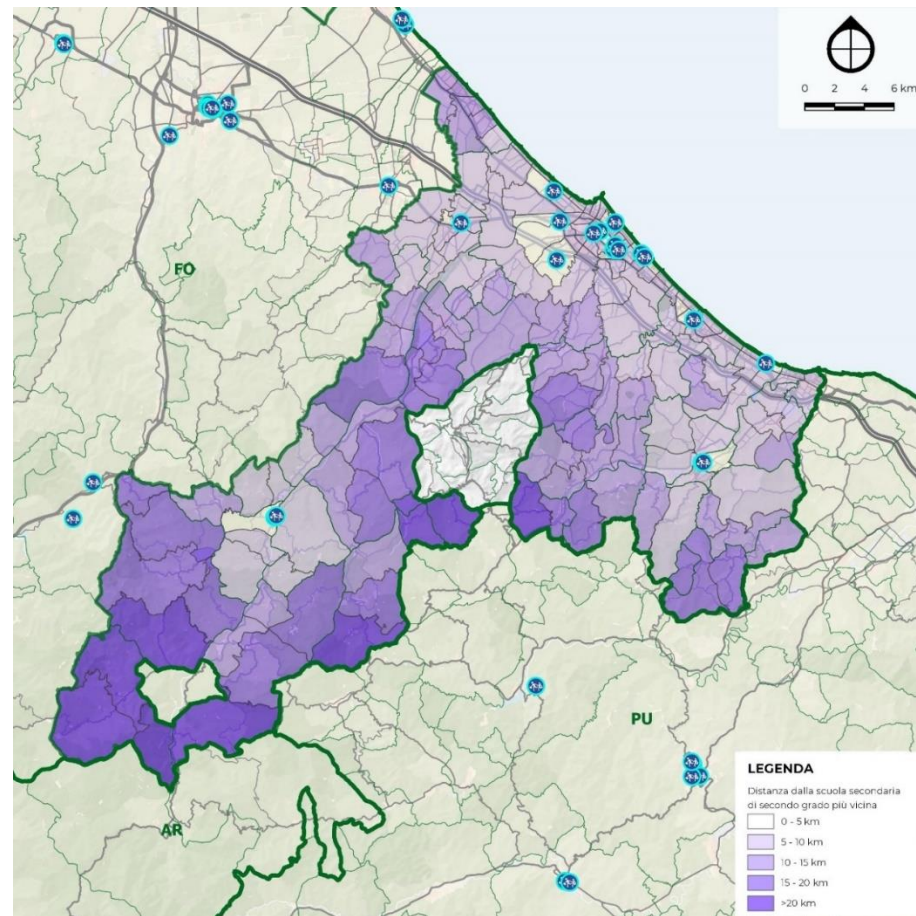 0 2 4 6 km
FO
PU
AR
LEGENDA
Distanza dalla scuola secondaria
di secondo grado più vicina
0 - 5 km
5 - 10 km
10 - 15 km
15 - 20 km
>20 km